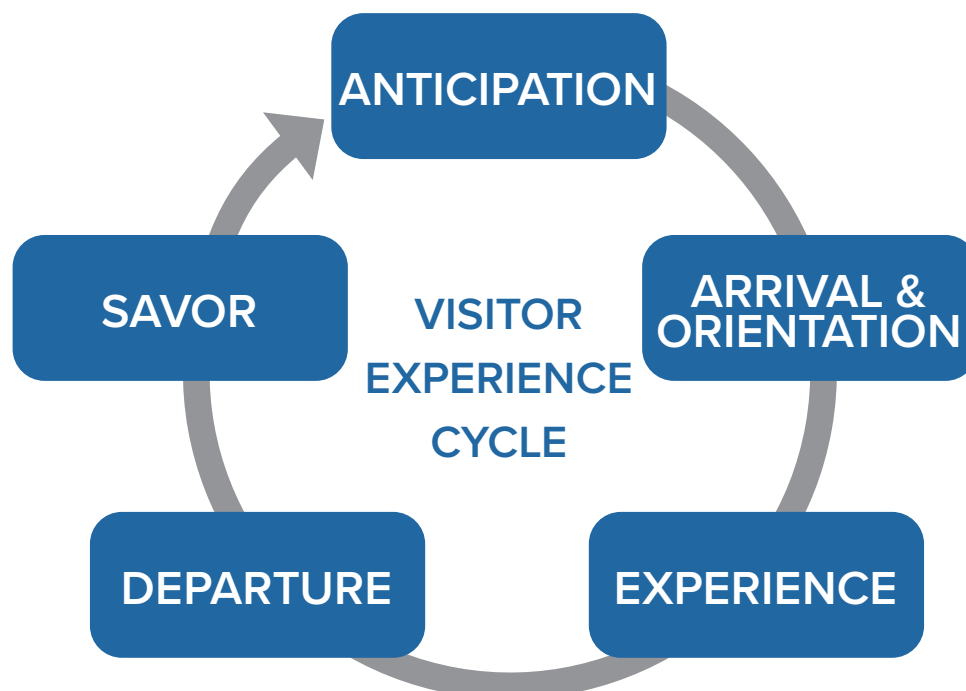 ANTICIPATION
ARRIVAL &
ORIENTATION
EXPERIENCE
DEPARTURE
SAVOR
VISITOR
EXPERIENCE
CYCLE